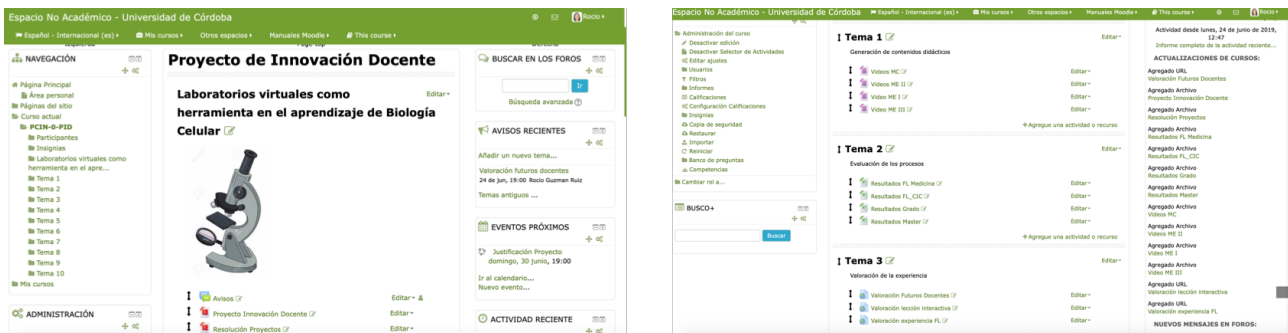 Espacio No Académico - Universidad de Córdoba
Rocio
Español - Internacional (es)
Mis cursos
Otros espacios
Manuales Moodle
This course
NAVEGACIÓN
Página Principal
Área personal
Páginas del sitio
Curso actual
PCIN-0-PID
Participantes
Insignias
Laboratorios virtuales como
herramienta en el apre...
Tema 1
Tema 2
Tema 3
Tema 4
Tema 5
Tema 6
Tema 7
Tema 8
Tema 9
Tema 10
Mis cursos
ADMINISTRACIÓN
Proyecto de Innovación Docente
Laboratorios virtuales como
herramienta en el aprendizaje de Biología
Celular
Editar
Avisos
Editar
Proyecto Innovación Docente
Editar
Resolución Proyectos
Editar
BUSCAR EN LOS FOROS
Ir
Búsqueda avanzada
AVISOS RECIENTES
Añadir un nuevo tema...
Valoración futuros docentes
24 de jun, 19:00 Rocio Guzman Ruiz
Temas antiguos ...
EVENTOS PRÓXIMOS
Justificación Proyecto
domingo, 30 junio, 19:00
Ir al calendario...
Nuevo evento...
ACTIVIDAD RECIENTE
Espacio No Académico - Universidad de Córdoba
Español - Internacional (es)
Mis cursos
Otros espacios
Manuales Moodle
This course
Rocio
Administración del curso
Desactivar edición
Desactivar Selector de Actividades
Editar ajustes
Usuarios
Filtros
Informes
Calificaciones
Configuración Calificaciones
Insignias
Copia de seguridad
Restaurar
Importar
Reiniciar
Banco de preguntas
Competencias
Cambiar rol a...
BUSCO+
Buscar
Tema 1
Editar
Generación de contenidos didácticos
Videos MC
Editar
Videos ME II
Editar
Video ME I
Editar
Video ME III
Editar
Agregue una actividad o recurso
Tema 2
Editar
Evaluación de los procesos
Resultados FL Medicina
Editar
Resultados FL_CIC
Editar
Resultados Grado
Editar
Resultados Master
Editar
Agregue una actividad o recurso
Tema 3
Editar
Valoración de la experiencia
Valoración Futuros Docentes
Editar
Valoración lección interactiva
Editar
Valoración experiencia FL
Editar
Actividad desde lunes, 24 de junio de 2019,
12:47
Informe completo de la actividad reciente...
ACTUALIZACIONES DE CURSOS:
Agregado URL
Valoración Futuros Docentes
Agregado Archivo
Proyecto Innovación Docente
Agregado Archivo
Resolución Proyectos
Agregado Archivo
Resultados FL Medicina
Agregado Archivo
Resultados FL_CIC
Agregado Archivo
Resultados Grado
Agregado Archivo
Resultados Master
Agregado Archivo
Videos MC
Agregado Archivo
Videos ME II
Agregado Archivo
Video ME I
Agregado Archivo
Video ME III
Agregado URL
Valoración lección interactiva
Agregado URL
Valoración experiencia FL
NUEVOS MENSAJES EN FOROS: